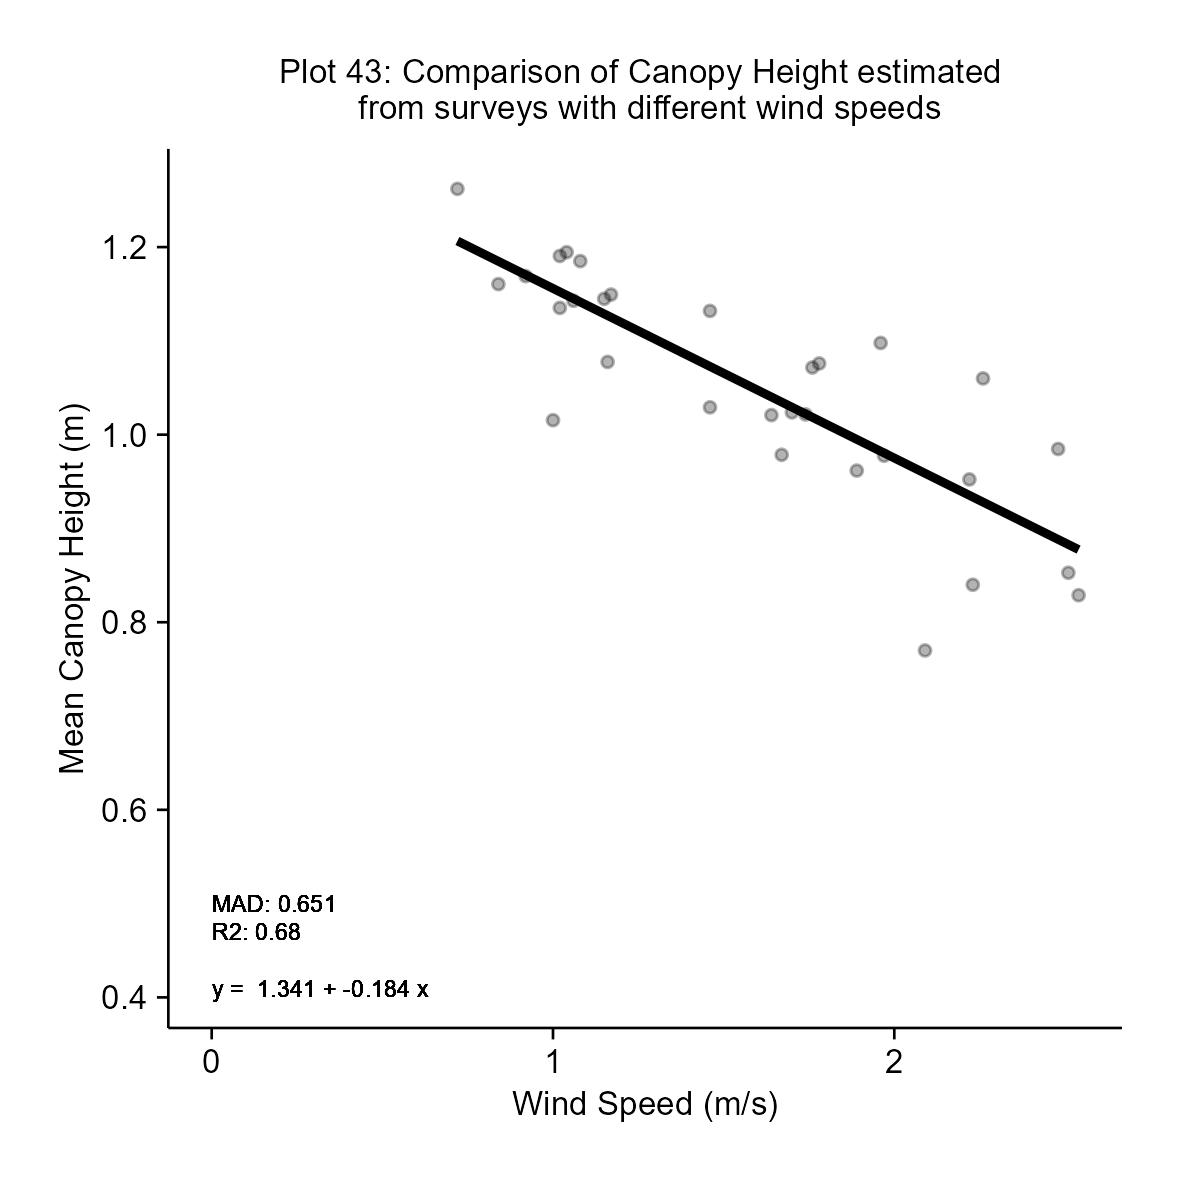 Plot 43: Comparison of Canopy Height estimated
from surveys with different wind speeds
Mean Canopy Height (m)
1.2
1.0
0.8
0.6
0.4
MAD: 0.651
R2: 0.68
y =  1.341 + -0.184 x
0 1 2
Wind Speed (m/s)